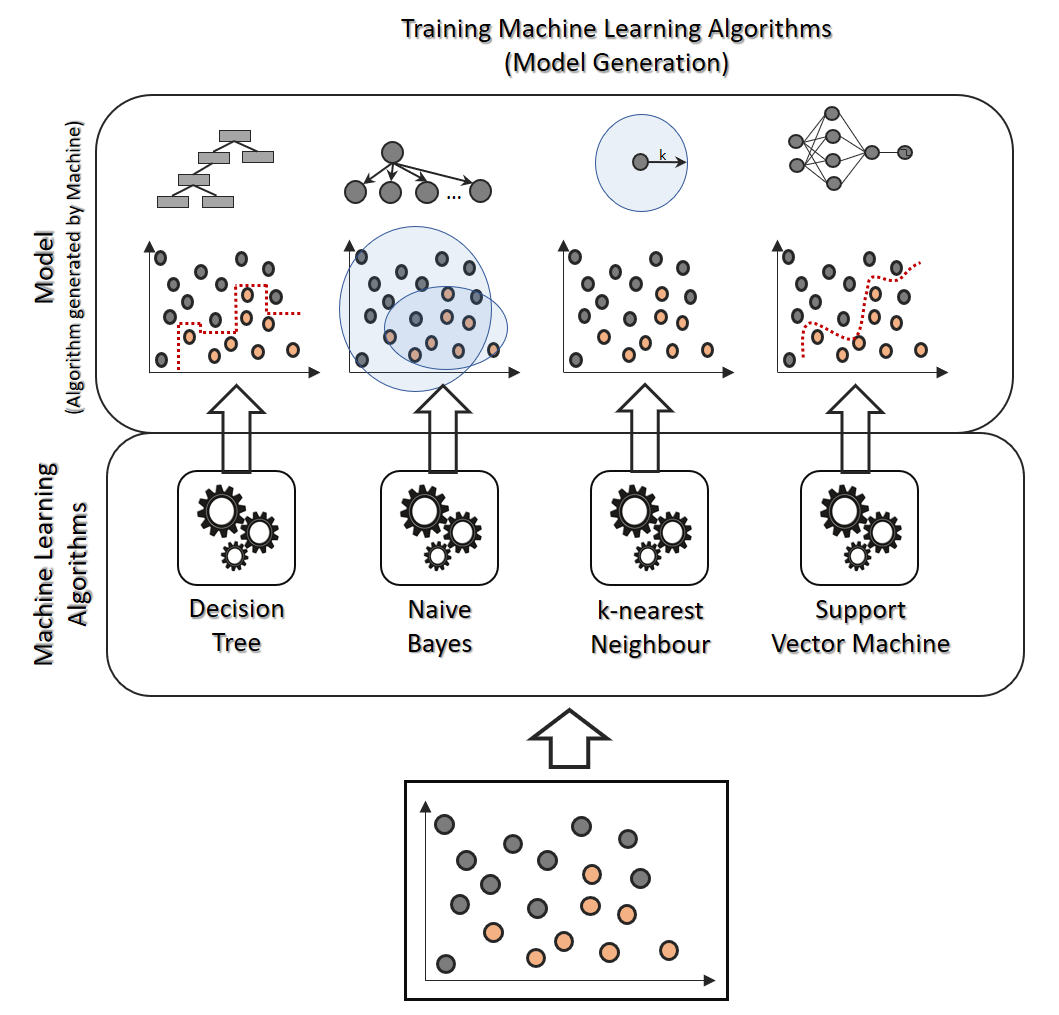 Training Machine Learning Algorithms
(Model Generation)
Model
(Algorithm generated by Machine)
k
...
Machine Learning
Algorithms
Decision
Tree
Naive
Bayes
k-nearest
Neighbour
Support
Vector Machine